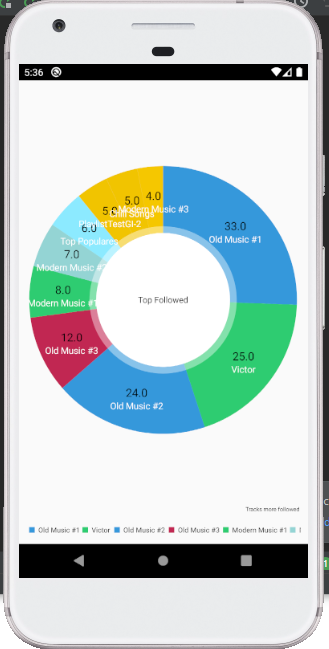 5:36
4.0
Modern Music #3
5.0
Songs
5.0
PlaylistTestGI-2
6.0
Top Populares
7.0
Modern Music #2
8.0
Modern Music #1
12.0
Old Music #3
24.0
Old Music #2
25.0
Victor
33.0
Old Music #1
Top Followed
Tracks more followed
Old Music #1 Victor Old Music #2 Old Music #3 Modern Music #1